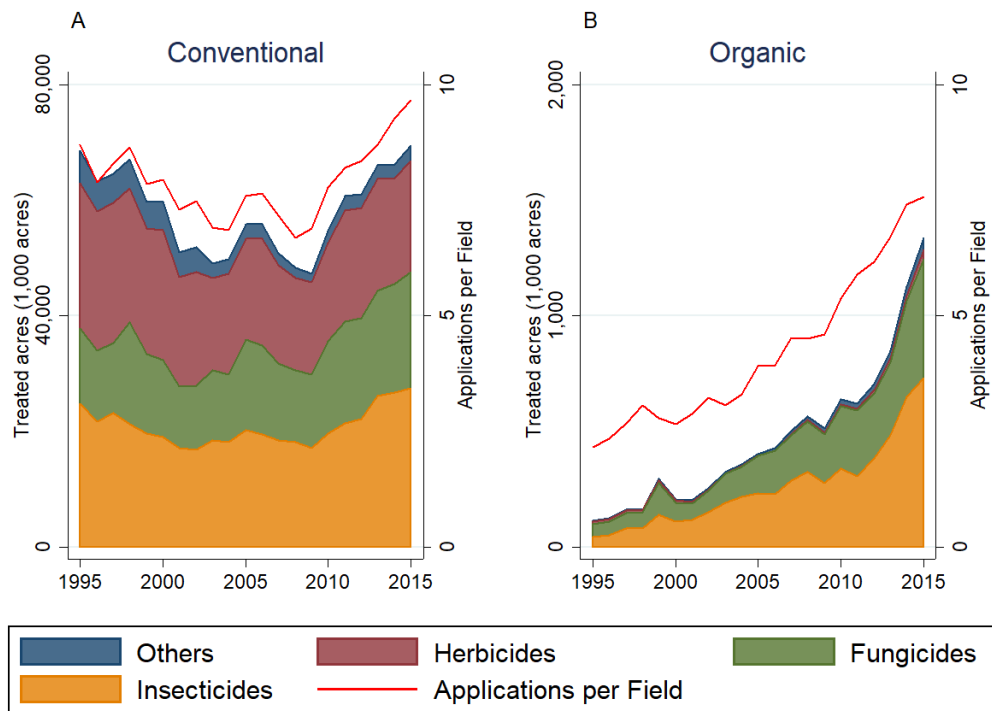 A
Conventional
80,000
40,000
0
Treated acres (1,000 acres)
10
5
0
Applications per Field
1995
2000
2005
2010
2015
B
Organic
2,000
1,000
0
Treated acres (1,000 acres)
10
5
0
Applications per Field
1995
2000
2005
2010
2015
Others
Herbicides
Fungicides
Insecticides
Applications per Field